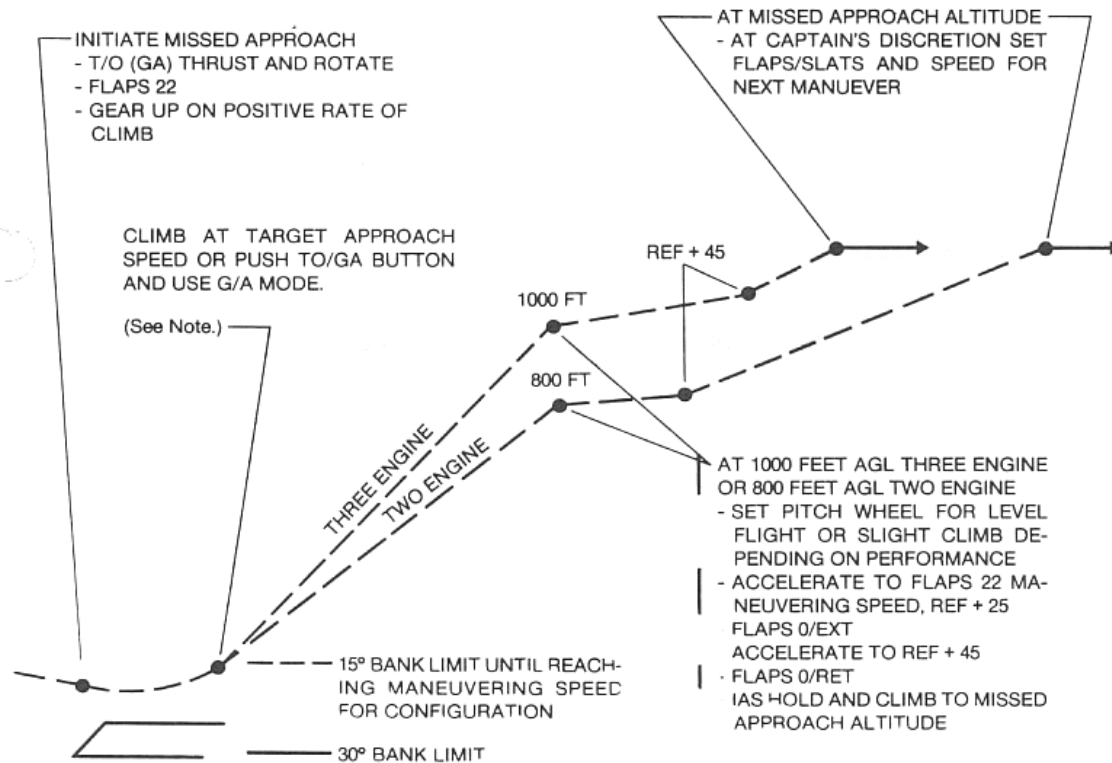 INITIATE MISSED APPROACH
- T/O (GA) THRUST AND ROTATE
- FLAPS 22
- GEAR UP ON POSITIVE RATE OF
CLIMB
AT MISSED APPROACH ALTITUDE
- AT CAPTAIN'S DISCRETION SET
FLAPS/SLATS AND SPEED FOR
NEXT MANUEVER
CLIMB AT TARGET APPROACH
SPEED OR PUSH TO/GA BUTTON
AND USE G/A MODE.
(See Note.)
REF + 45
1000 FT
800 FT
THREE ENGINE
TWO ENGINE
AT 1000 FEET AGL THREE ENGINE
OR 800 FEET AGL TWO ENGINE
- SET PITCH WHEEL FOR LEVEL
FLIGHT OR SLIGHT CLIMB DE-
PENDING ON PERFORMANCE
- ACCELERATE TO FLAPS 22 MA-
NEUVERING SPEED, REF + 25
FLAPS 0/EXT
ACCELERATE TO REF + 45
- FLAPS 0/RET
IAS HOLD AND CLIMB TO MISSED
APPROACH ALTITUDE
15° BANK LIMIT UNTIL REACH-
ING MANEUVERING SPEED
FOR CONFIGURATION
30° BANK LIMIT